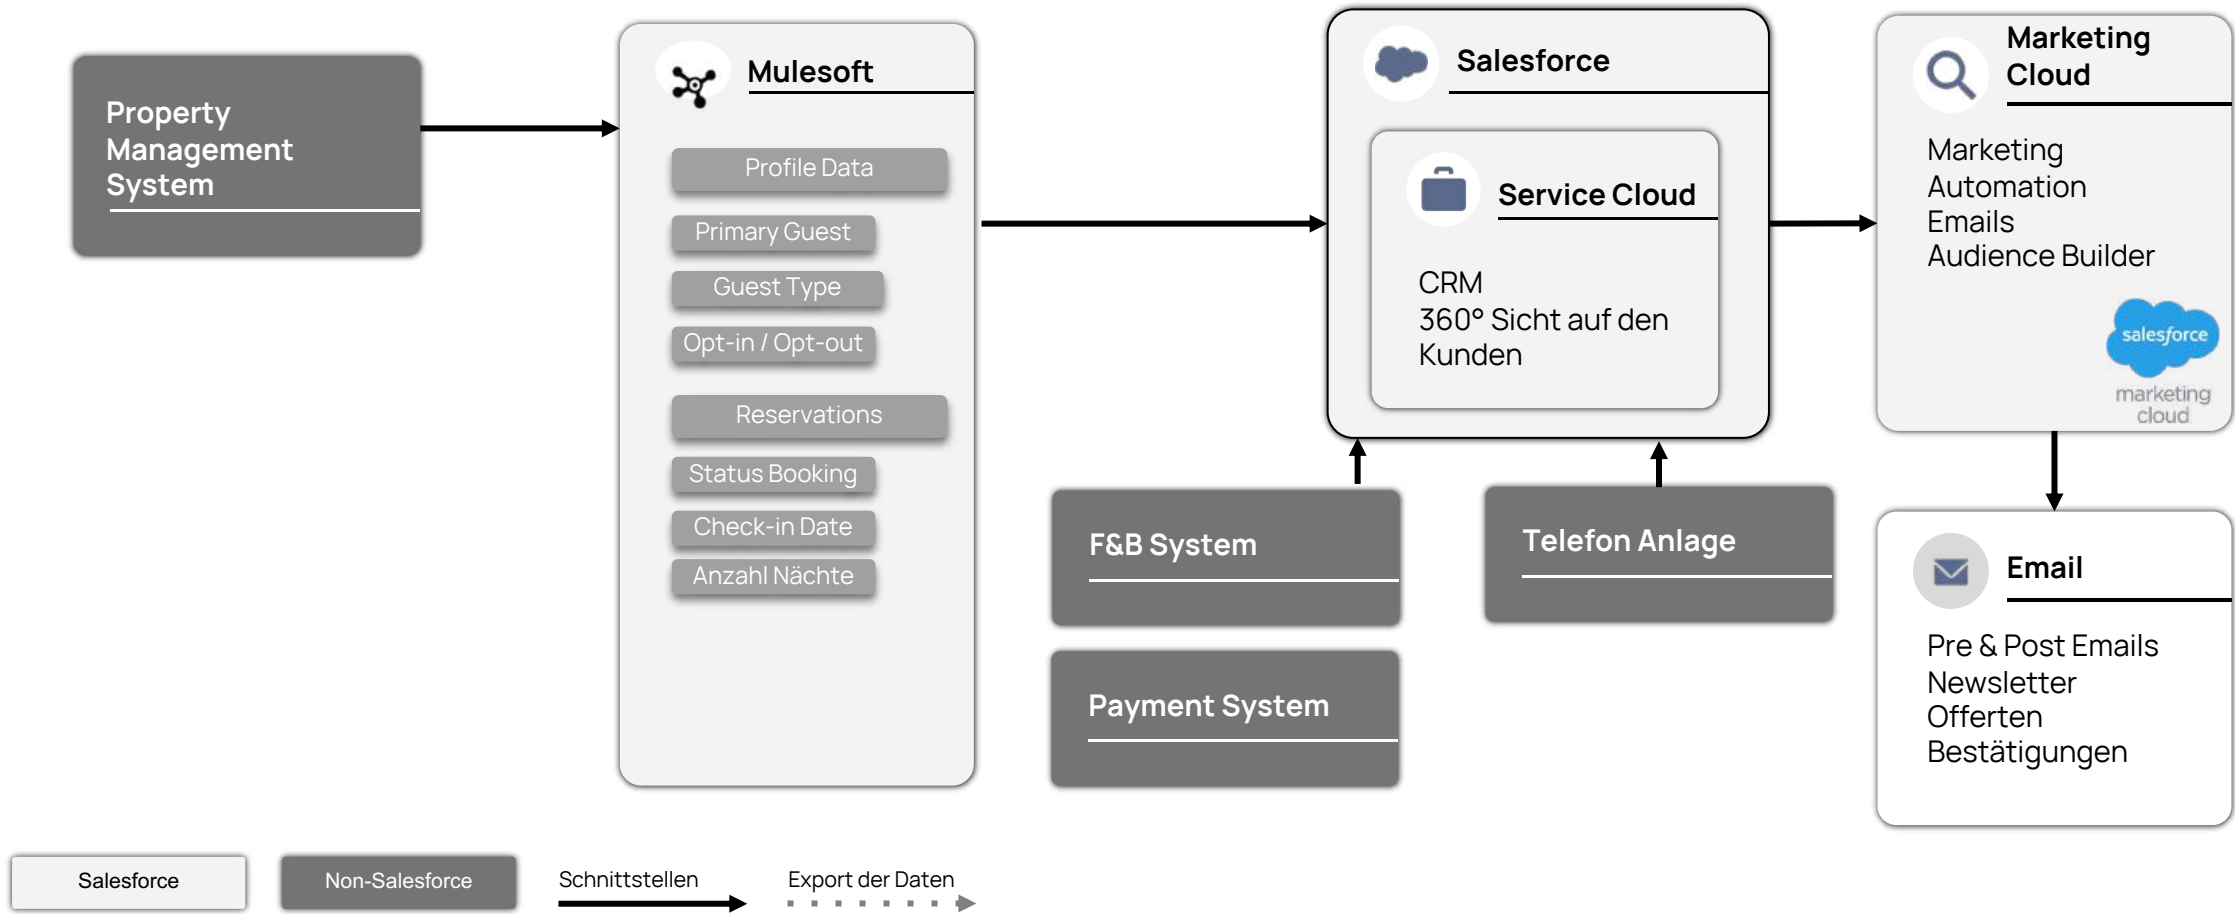 Property
Management
System
Mulesoft
Profile Data
Primary Guest
Guest Type
Opt-in / Opt-out
Reservations
Status Booking
Check-in Date
Anzahl Nächte
Salesforce
Service Cloud
CRM
360° Sicht auf den
Kunden
F&B System
Payment System
Telefon Anlage
Marketing
Cloud
Marketing
Automation
Emails
Audience Builder
salesforce
marketing
cloud
Email
Pre & Post Emails
Newsletter
Offerten
Bestätigungen
Salesforce
Non-Salesforce
Schnittstellen
Export der Daten